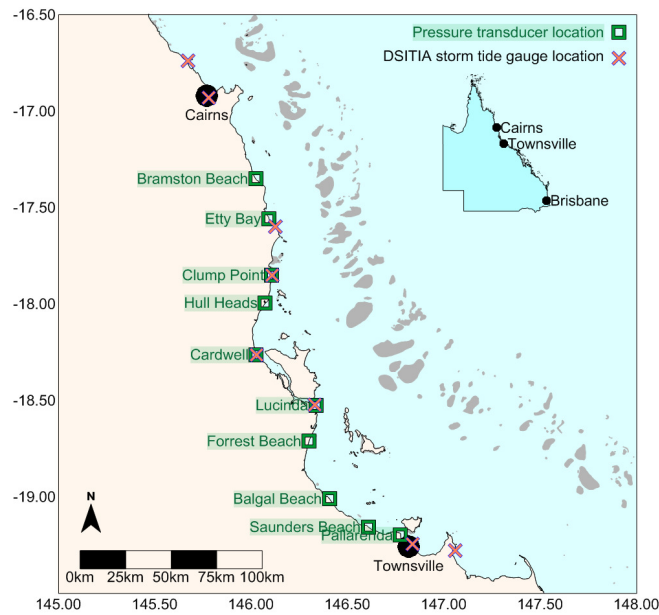 -16.50
Pressure transducer location
DSITIA storm tide gauge location
-17.00
Cairns
Cairns
Townsville
Bramston Beach
-17.50
Etty Bay
Brisbane
Clump Point
-18.00
Hull Heads
Cardwell
-18.50
Lucinda
Forrest Beach
-19.00
Balgal Beach
N
Saunders Beach
Pallarenda
Townsville
0km 25km 50km 75km 100km
145.00 145.50 146.00 146.50 147.00 147.50 148.00